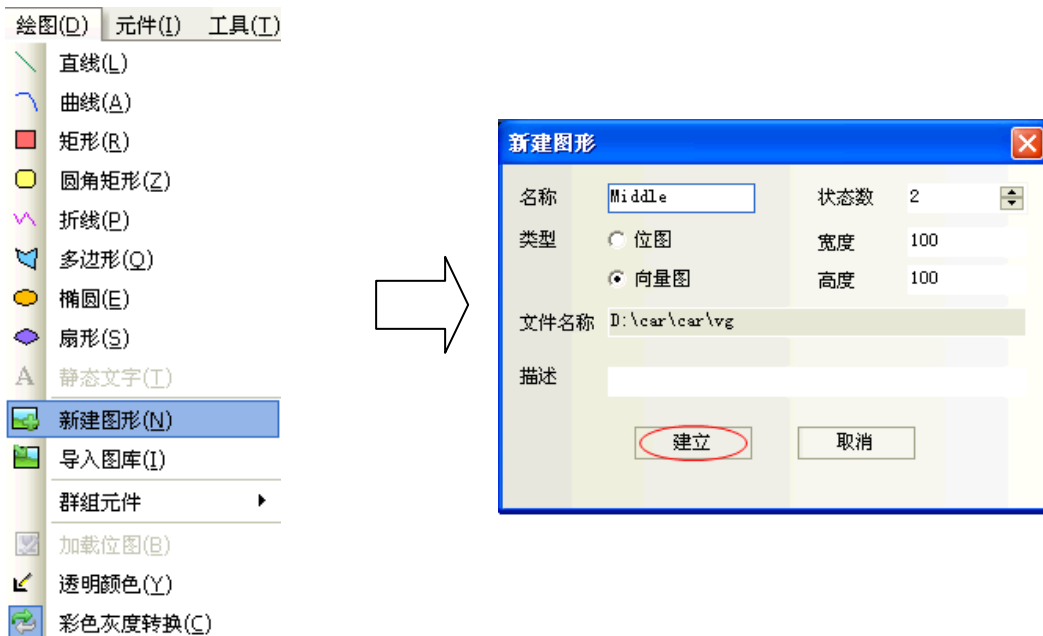 绘图(D) 元件(I) 工具(T)
直线(L)
曲线(A)
矩形(R)
圆角矩形(Z)
折线(P)
多边形(O)
椭圆(E)
扇形(S)
A 静态文字(T)
新建图形(N)
导入图库(I)
群组元件
加载位图(B)
透明颜色(Y)
彩色灰度转换(C)
新建图形
名称 Middle 状态数 2
类型 位图 宽度 100
向量图 高度 100
文件名称 D:\car\car\vg
描述
建立 取消